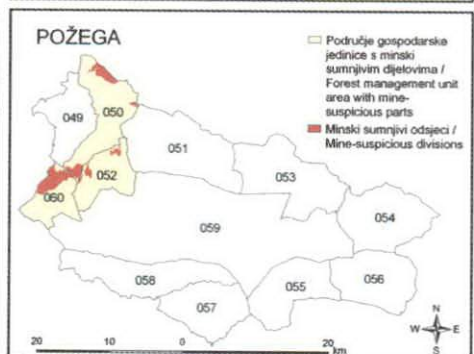 POŽEGA
Područje gospodarske
jedinice s minski
sumnjivim dijelovima /
Forest management unit
area with mine-
suspicious parts
Minski sumnjivi odsjeci /
Mine-suspicious divisions
050
049
051
052
053
060
054
059
058
056
055
057
N
W E
S
20 10 0 20
km